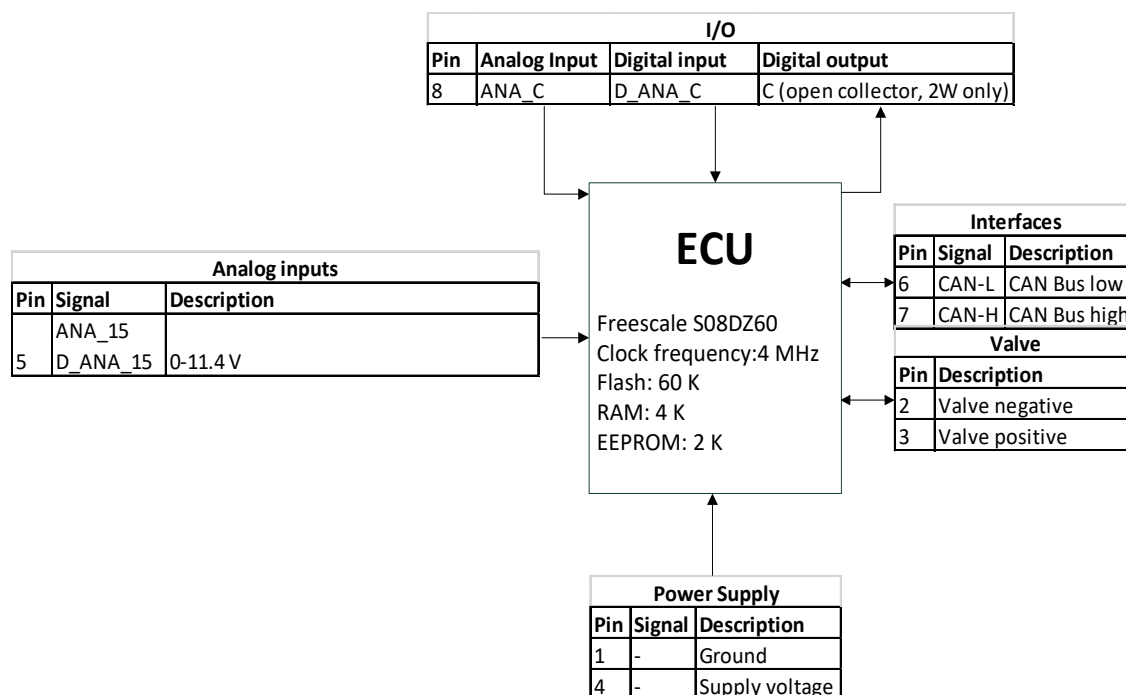 I/O
Pin Analog Input Digital input Digital output
8 ANA_C D_ANA_C C (open collector, 2W only)
ECU
Freescale S08DZ60
Clock frequency:4 MHz
Flash: 60 K
RAM: 4 K
EEPROM: 2 K
Analog inputs
Pin Signal Description
ANA_15
5 D_ANA_15 0-11.4 V
Interfaces
Pin Signal Description
6 CAN-L CAN Bus low
7 CAN-H CAN Bus high
Valve
Pin Description
2 Valve negative
3 Valve positive
Power Supply
Pin Signal Description
1 - Ground
4 - Supply voltage